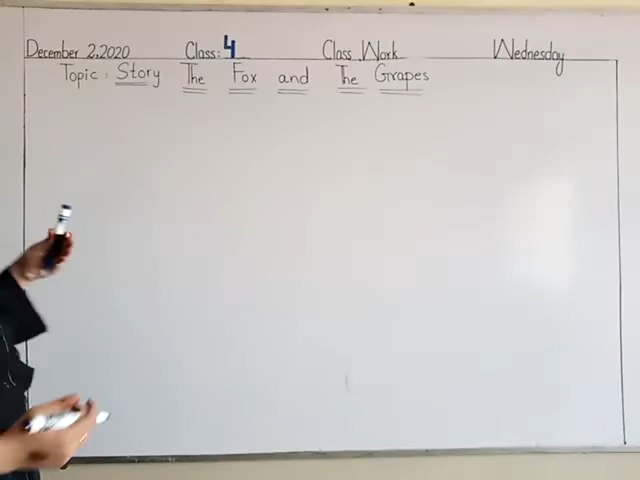 December 2,2020 Class: 4 Class Work Wednesday
Topic : Story The Fox and The Grapes